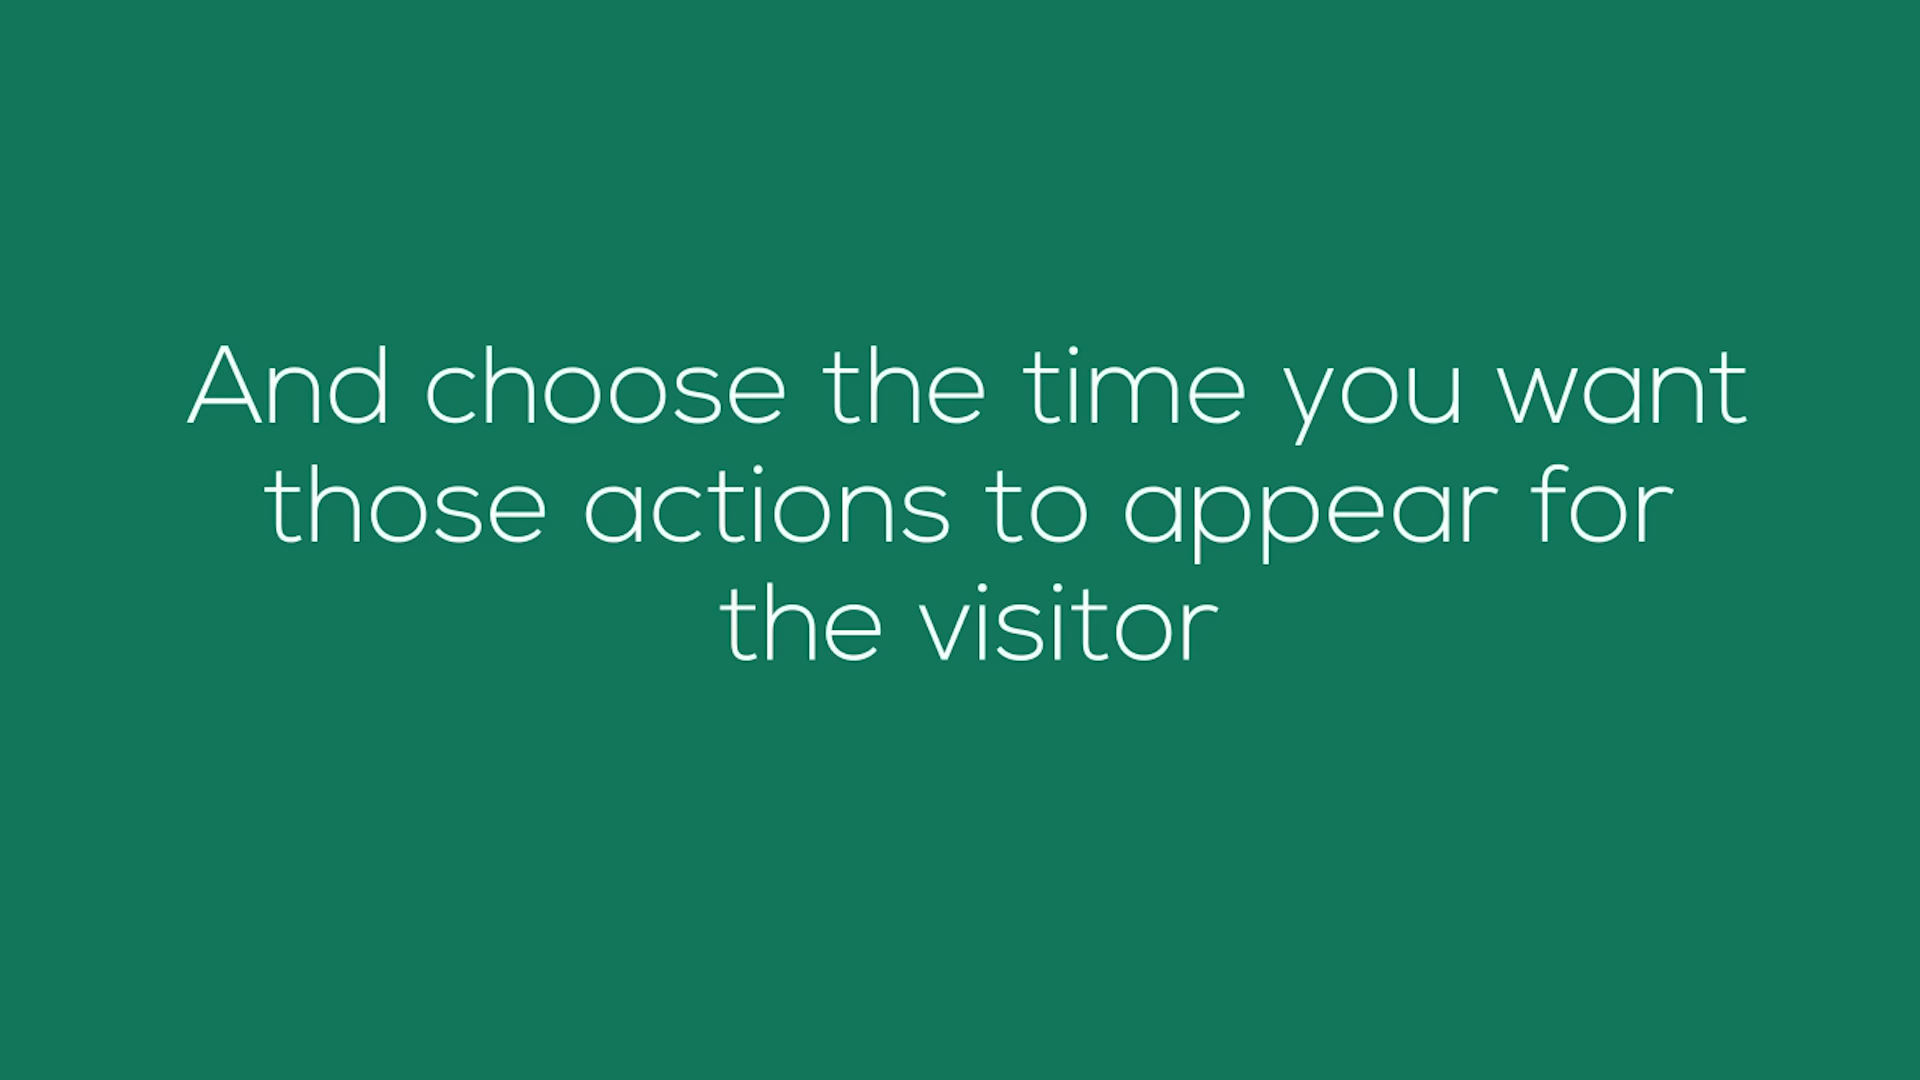 And choose the time you want
those actions to appear for
the visitor